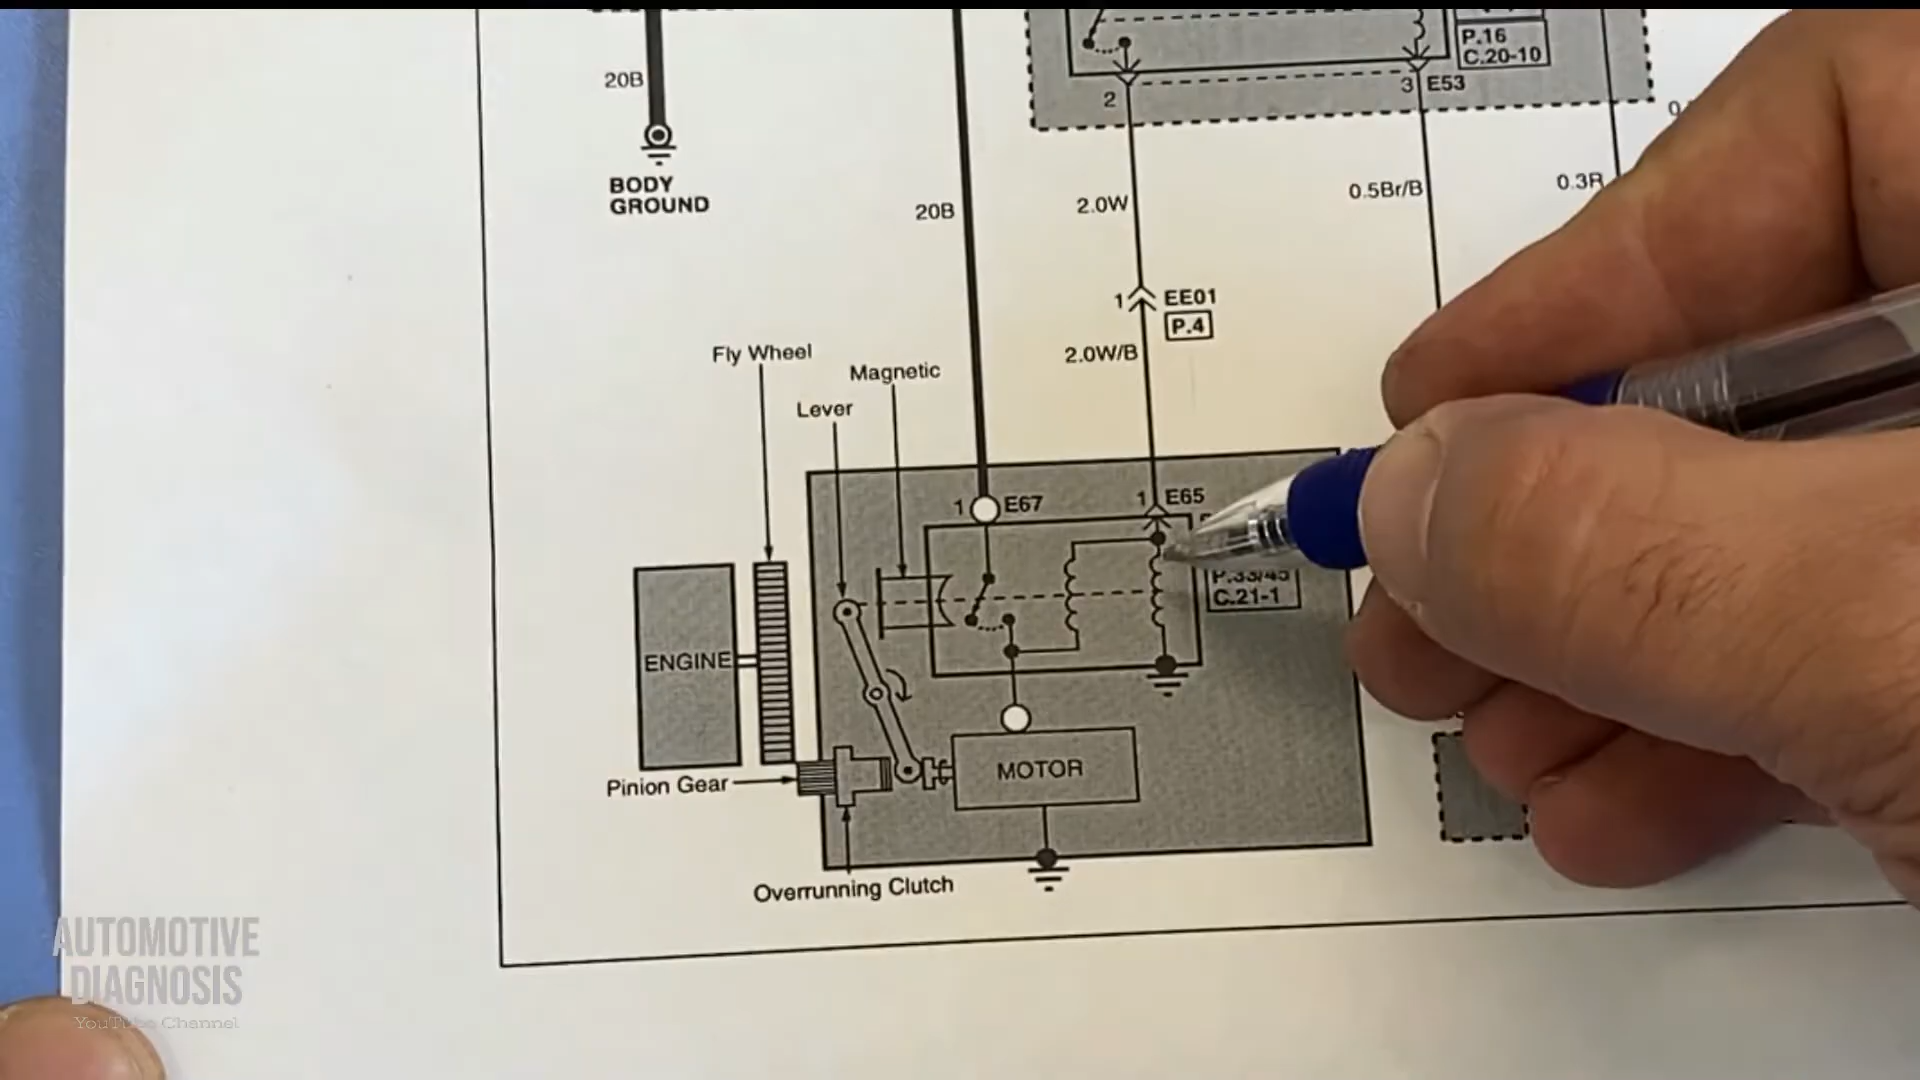 P.16
C.20-10
20B
2
3
E53
BODY
GROUND
20B
2.0W
0.5Br/B
0.3R
1
EE01
P.4
2.0W/B
Fly Wheel
Magnetic
Lever
1
E67
1
E65
P.33/45
C.21-1
ENGINE
Pinion Gear
MOTOR
Overrunning Clutch
AUTOMOTIVE
DIAGNOSIS
YouTube Channel